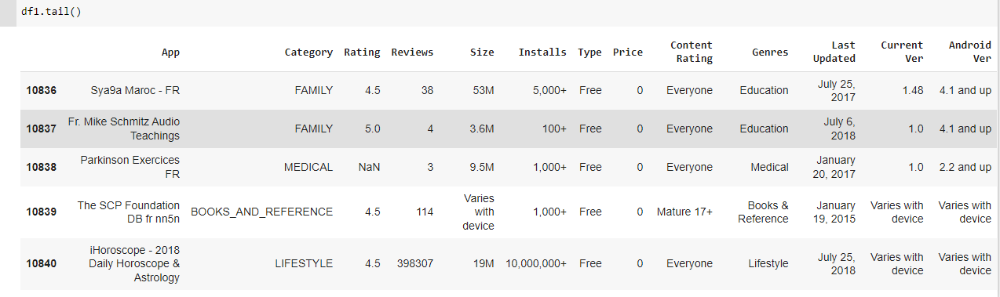 df1.tail()
App Category Rating Reviews Size Installs Type Price Content Rating Genres Last Updated Current Ver Android Ver
10836 Sya9a Maroc - FR FAMILY 4.5 38 53M 5,000+ Free 0 Everyone Education July 25, 2017 1.48 4.1 and up
10837 Fr. Mike Schmitz Audio Teachings FAMILY 5.0 4 3.6M 100+ Free 0 Everyone Education July 6, 2018 1.0 4.1 and up
10838 Parkinson Exercices FR MEDICAL NaN 3 9.5M 1,000+ Free 0 Everyone Medical January 20, 2017 1.0 2.2 and up
10839 The SCP Foundation DB fr nn5n BOOKS_AND_REFERENCE 4.5 114 Varies with device 1,000+ Free 0 Mature 17+ Books & Reference January 19, 2015 Varies with device Varies with device
10840 iHoroscope - 2018 Daily Horoscope & Astrology LIFESTYLE 4.5 398307 19M 10,000,000+ Free 0 Everyone Lifestyle July 25, 2018 Varies with device Varies with device